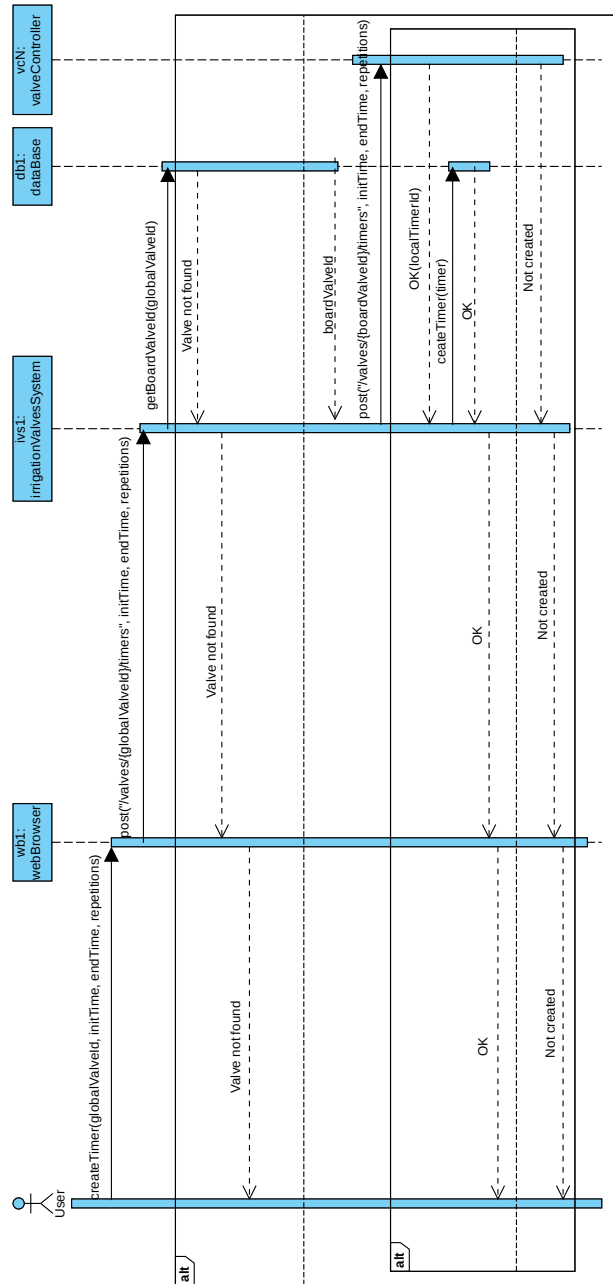 User
wb1:
webBrowser
ivs1:
irrigationValvesSystem
db1:
dataBase
vcN:
valveController
createTimer(globalValveId, initTime, endTime, repetitions)
post("/valves/{globalValveId}/timers", initTime, endTime, repetitions)
getBoardValveId(globalValveId)
alt
Valve not found
Valve not found
Valve not found
boardValveId
post("/valves/{boardValveId}/timers", initTime, endTime, repetitions)
alt
OK(localTimerId)
ceateTimer(timer)
OK
OK
OK
Not created
Not created
Not created